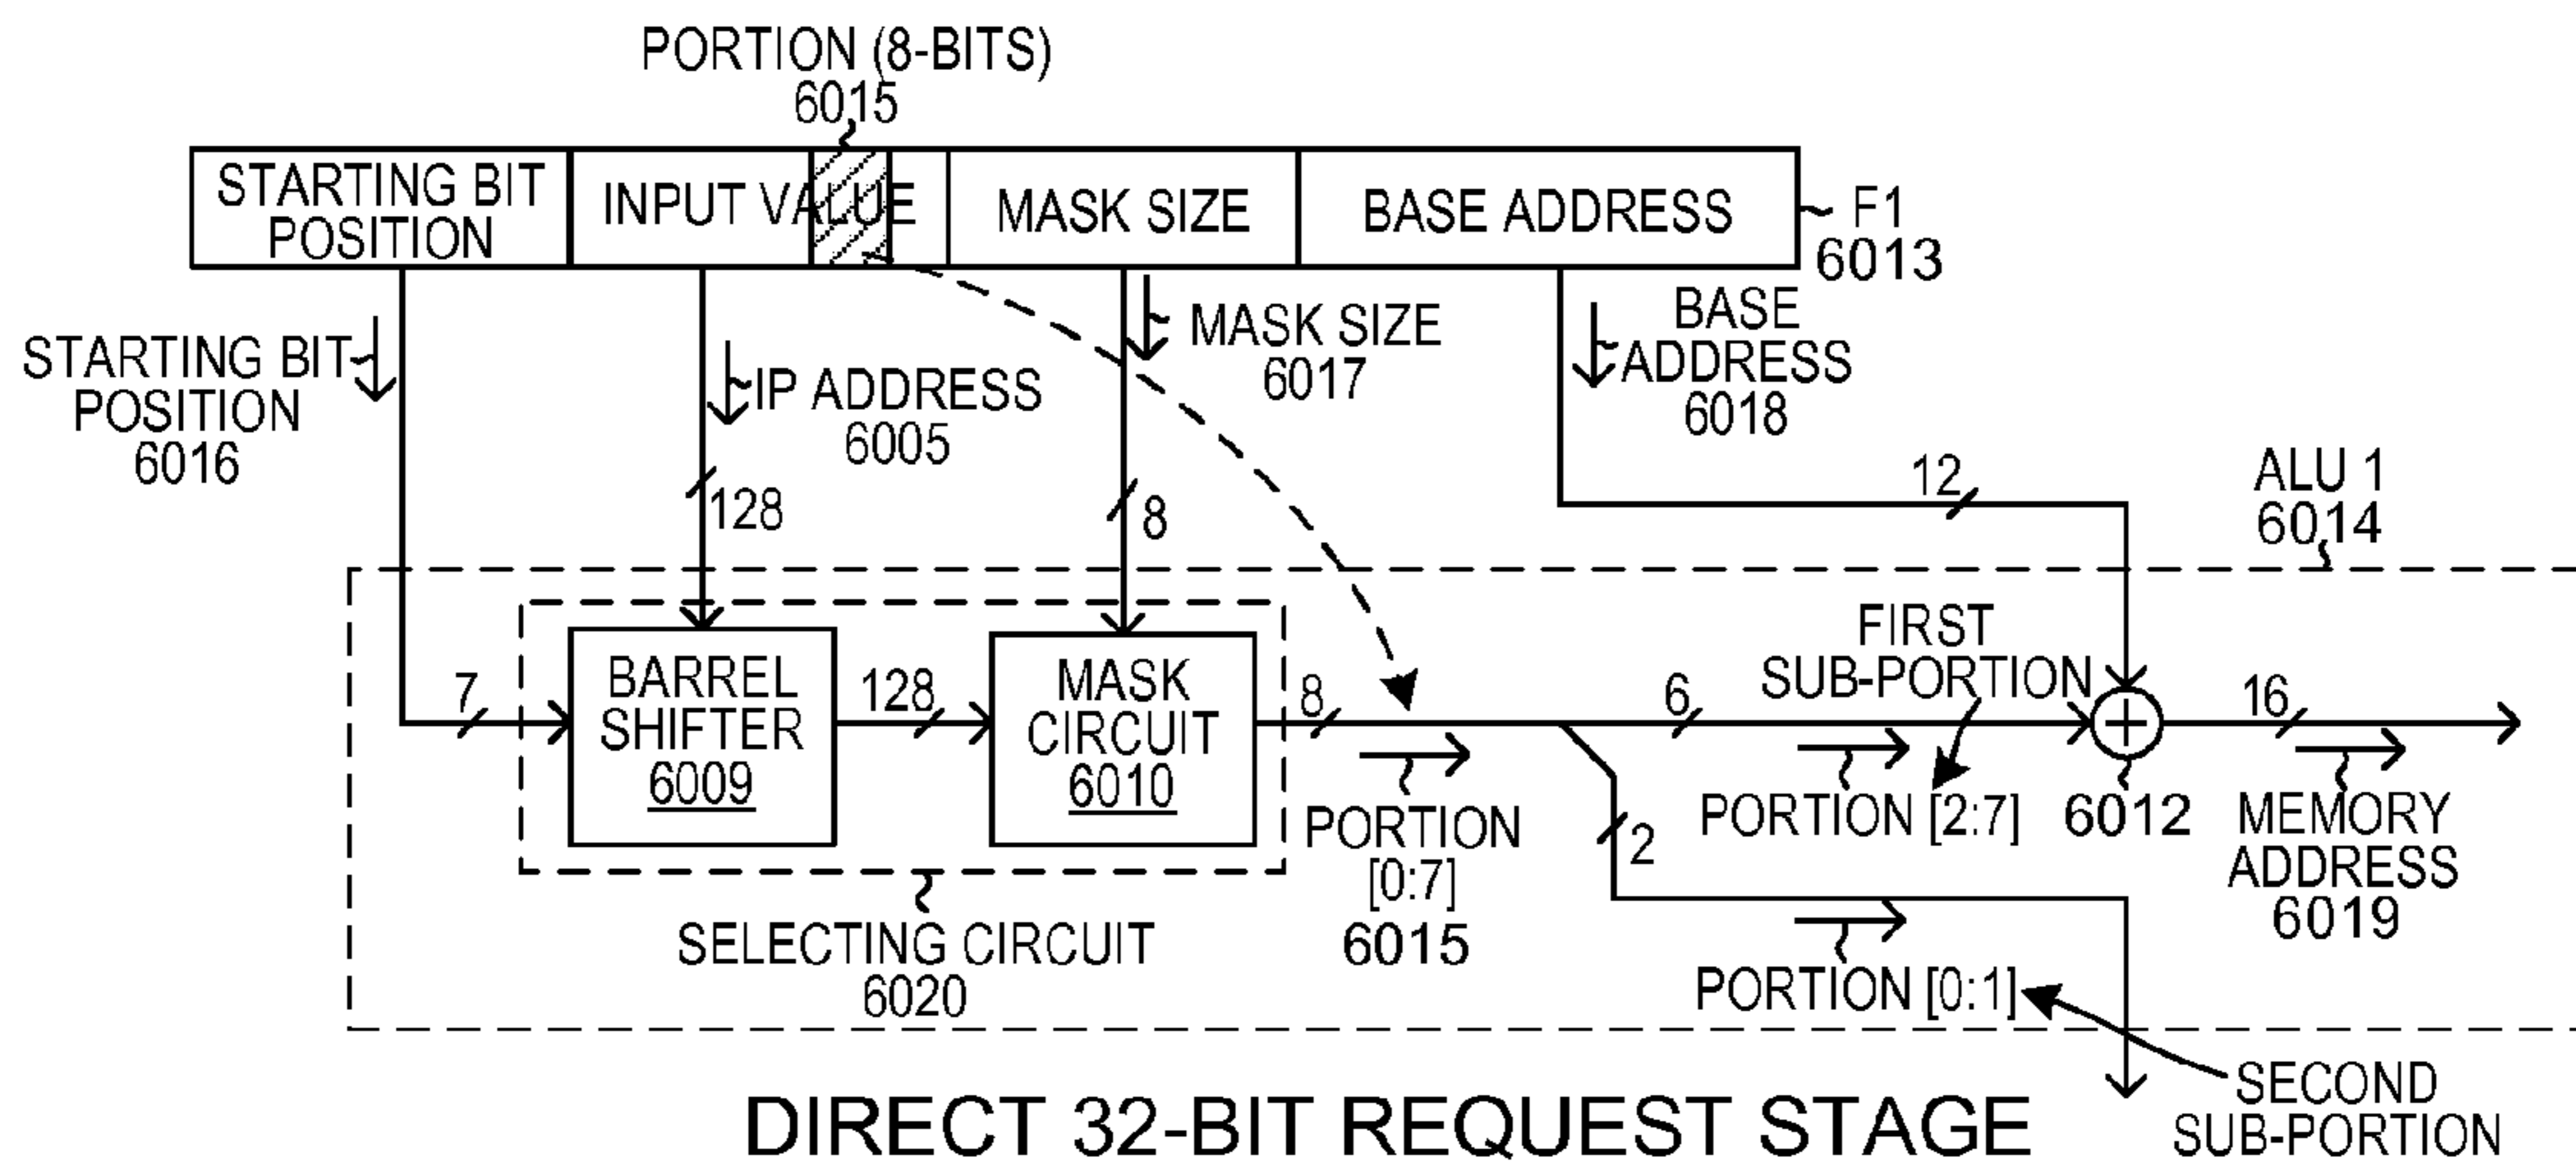 PORTION (8-BITS)
6015
STARTING BIT
POSITION
INPUT VALUE
MASK SIZE
BASE ADDRESS
F1
6013
STARTING BIT
POSITION
6016
IP ADDRESS
6005
128
MASK SIZE
6017
8
BASE
ADDRESS
6018
12
ALU 1
6014
7
BARREL
SHIFTER
6009
128
MASK
CIRCUIT
6010
8
PORTION
[0:7]
6015
6
FIRST
SUB-PORTION
PORTION [2:7]
6012
16
MEMORY
ADDRESS
6019
2
PORTION [0:1]
SELECTING CIRCUIT
6020
SECOND
SUB-PORTION
DIRECT 32-BIT REQUEST STAGE